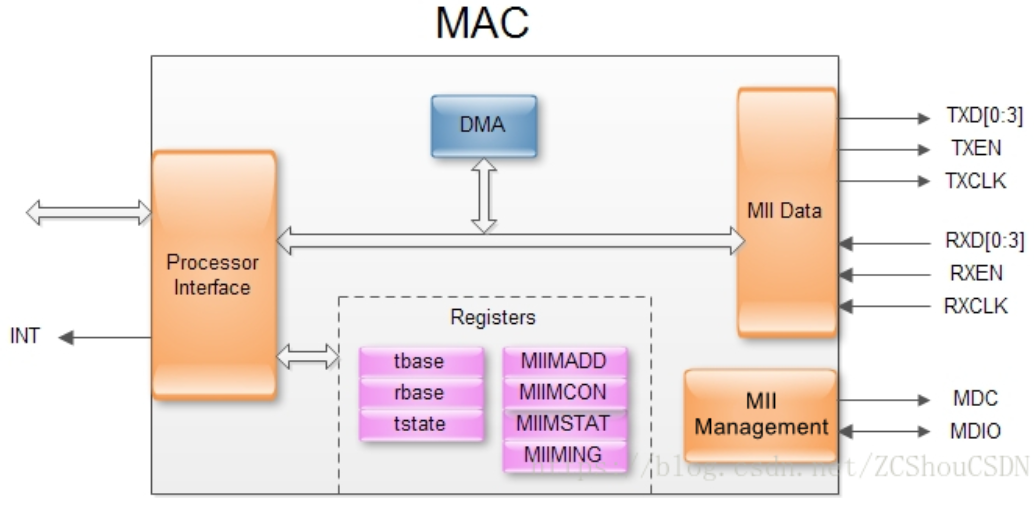 MAC
DMA
TXD[0:3]
TXEN
TXCLK
MII Data
RXD[0:3]
RXEN
RXCLK
Processor
Interface
INT
Registers
tbase
rbase
tstate
MIIMADD
MIIMCON
MIIMSTAT
MIIMING
MII
Management
MDC
MDIO
https://blog.csdn.net/ZCShouCSDN